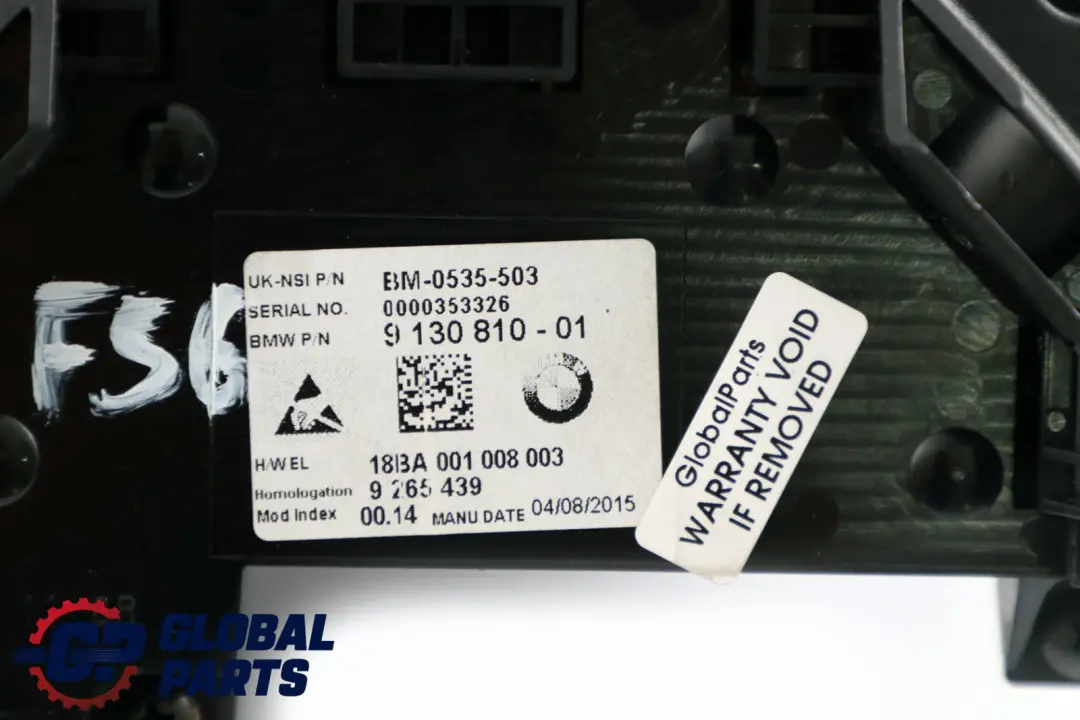 UK-NSI P/N BM-0535-503
SERIAL NO. 0000353326
BMW P/N 9 130 810 - 01
H/W EL 18BA 001 008 003
Homologation 9 265 439
Mod Index 00.14 MANU DATE 04/08/2015
GlobalParts
WARRANTY VOID
IF REMOVED
GP
GLOBAL
PARTS